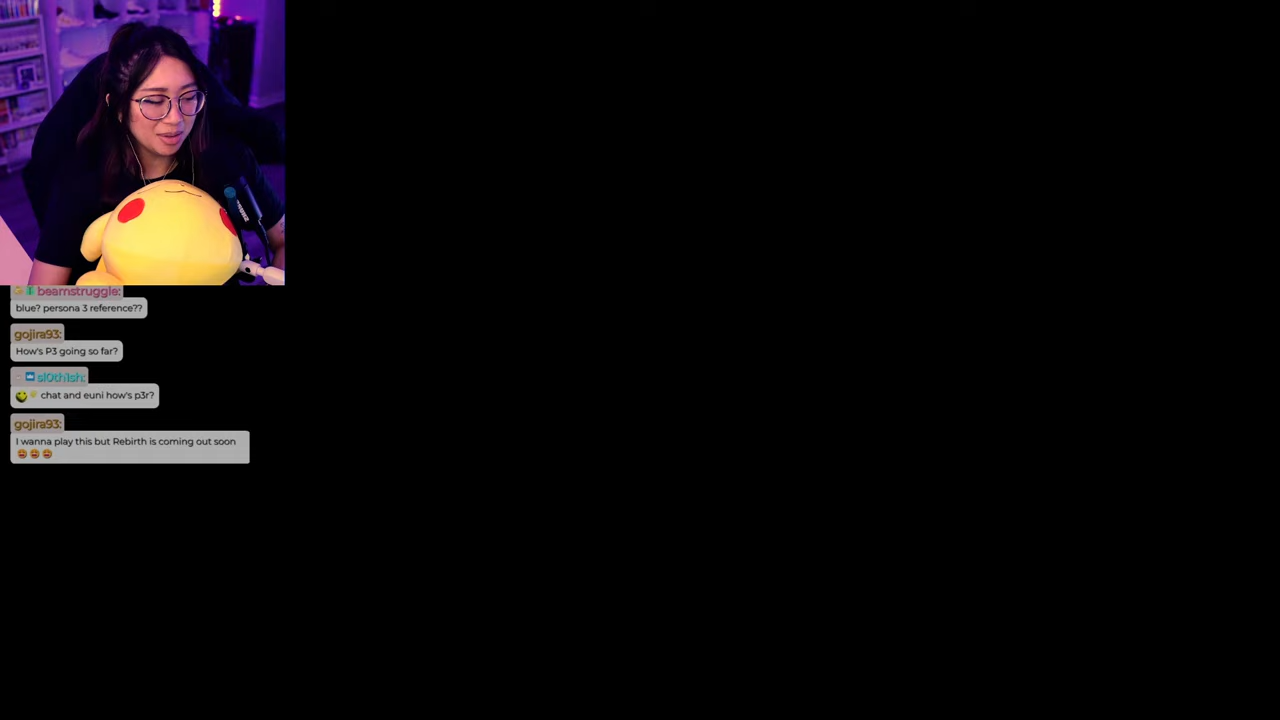 beamstruggle:
blue? persona 3 reference??
gojira93:
How's P3 going so far?
sl0th1sh:
chat and euni how's p3r?
gojira93:
I wanna play this but Rebirth is coming out soon